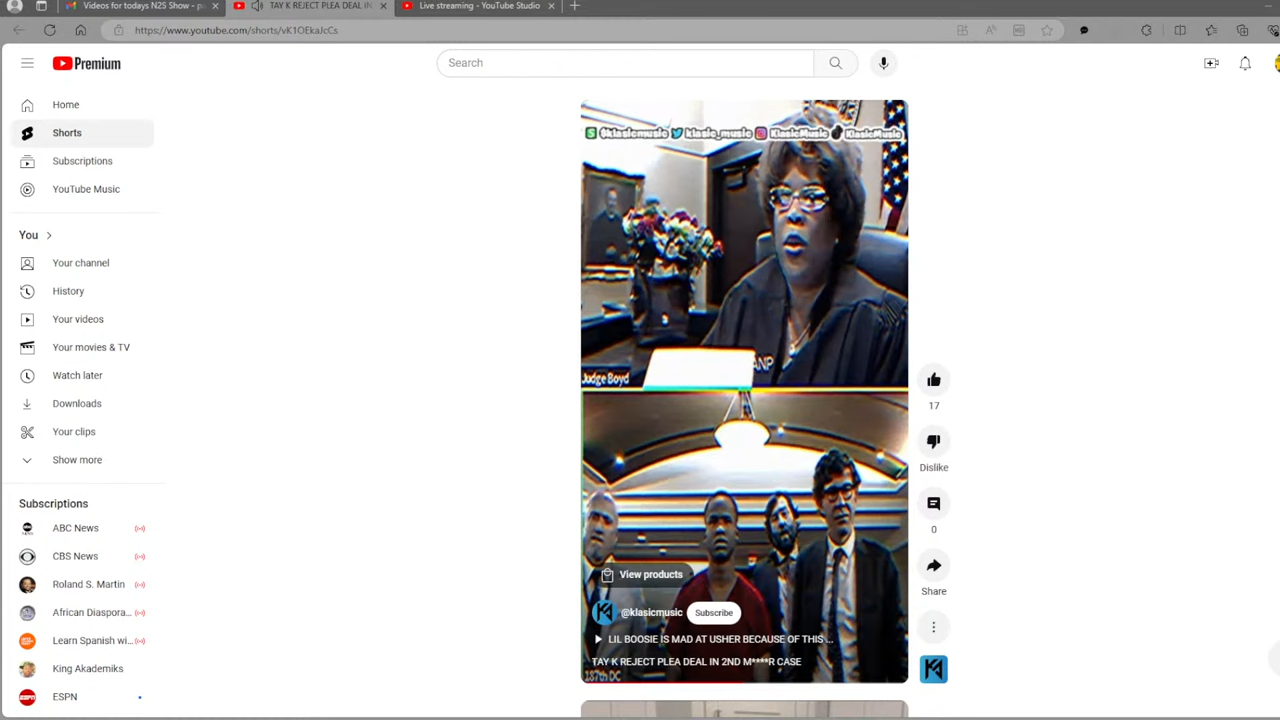 Videos for todays N2S Show - pa
TAY K REJECT PLEA DEAL IN
Live streaming - YouTube Studio
https://www.youtube.com/shorts/vK1OEkaJcCs
Premium
Search
Home
Shorts
Subscriptions
YouTube Music
You
Your channel
History
Your videos
Your movies & TV
Watch later
Downloads
Your clips
Show more
Subscriptions
ABC News
CBS News
Roland S. Martin
African Diaspora...
Learn Spanish wi...
King Akademiks
ESPN
$klasicmusic klasic_music KlasicMusic KlasicMusic
Judge Boyd
View products
@klasicmusic Subscribe
LIL BOOSIE IS MAD AT USHER BECAUSE OF THIS ...
TAY K REJECT PLEA DEAL IN 2ND M****R CASE
187th DC
17
Dislike
0
Share